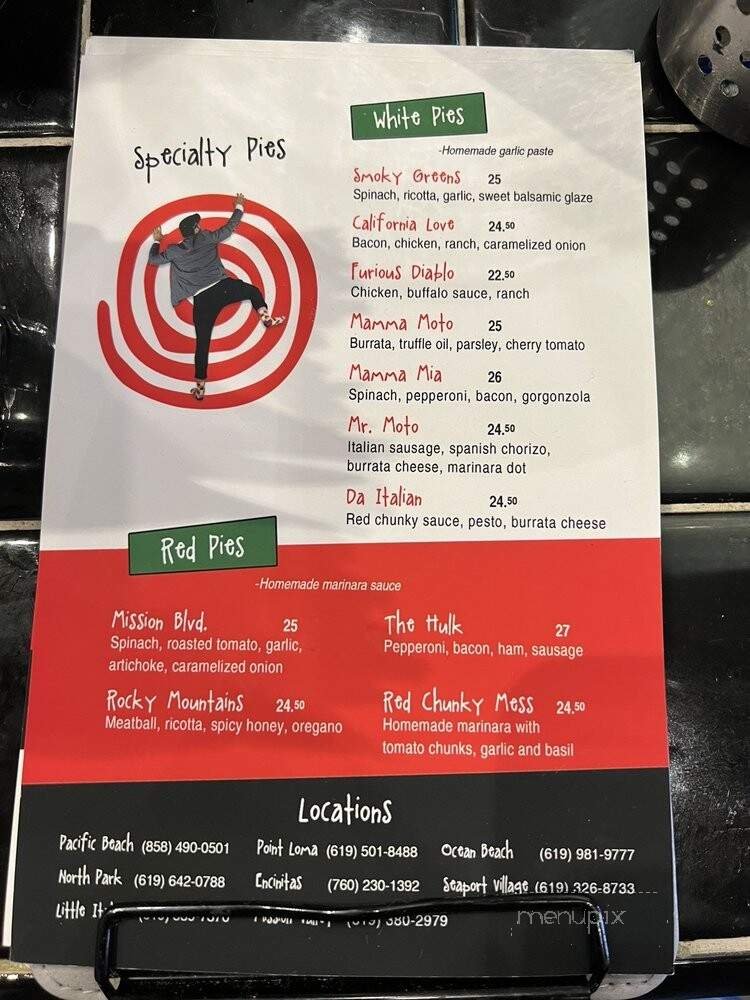 Specialty Pies
White Pies
-Homemade garlic paste
Smoky Greens 25
Spinach, ricotta, garlic, sweet balsamic glaze
California Love 24.50
Bacon, chicken, ranch, caramelized onion
Furious Diablo 22.50
Chicken, buffalo sauce, ranch
Mamma Moto 25
Burrata, truffle oil, parsley, cherry tomato
Mamma Mia 26
Spinach, pepperoni, bacon, gorgonzola
Mr. Moto 24.50
Italian sausage, spanish chorizo,
burrata cheese, marinara dot
Da Italian 24.50
Red chunky sauce, pesto, burrata cheese
Red Pies
-Homemade marinara sauce
Mission Blvd. 25
Spinach, roasted tomato, garlic,
artichoke, caramelized onion
Rocky Mountains 24.50
Meatball, ricotta, spicy honey, oregano
The Hulk 27
Pepperoni, bacon, ham, sausage
Red Chunky Mess 24.50
Homemade marinara with
tomato chunks, garlic and basil
Locations
Pacific Beach (858) 490-0501 Point Loma (619) 501-8488 Ocean Beach (619) 981-9777
North Park (619) 642-0788 Encinitas (760) 230-1392 Seaport Village (619) 326-8733
Little (619) 380-2979
menupix